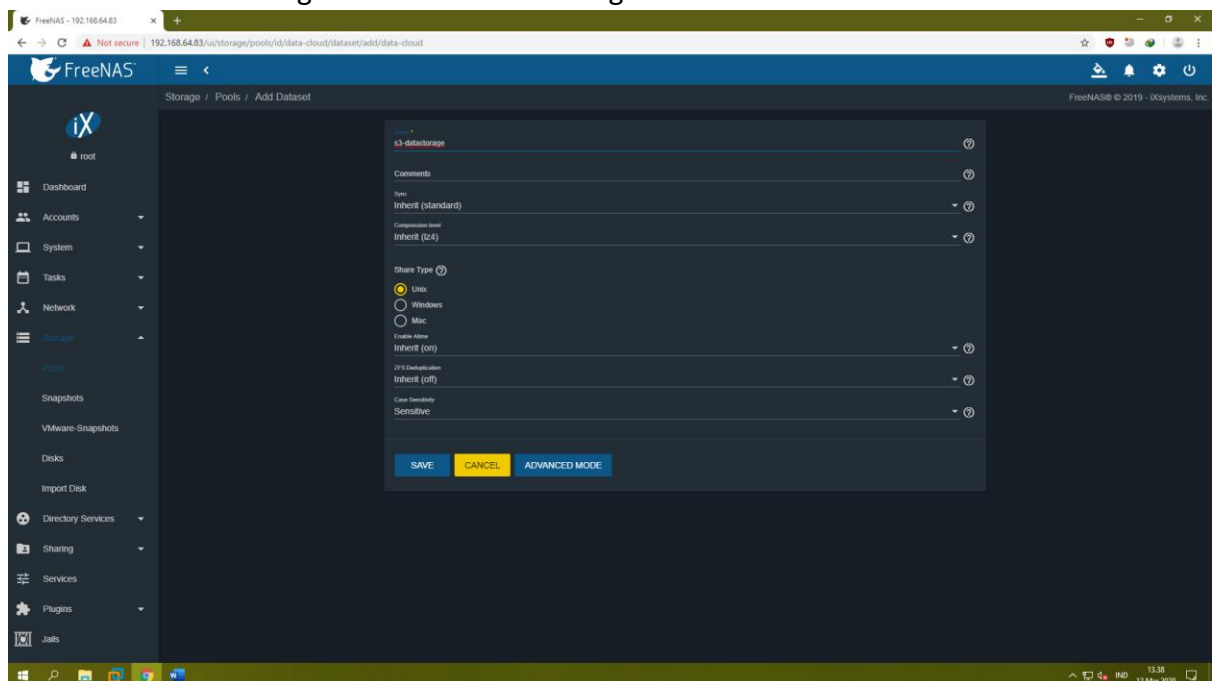 FreeNAS - 192.168.64.83
Not secure | 192.168.64.83/ui/storage/pools/id/data-cloud/dataset/add/data-cloud
FreeNAS
Storage / Pools / Add Dataset
FreeNAS® © 2019 - iXsystems, Inc.
iX
root
Dashboard
Accounts
System
Tasks
Network
Storage
Pools
Snapshots
VMware-Snapshots
Disks
Import Disk
Directory Services
Sharing
Services
Plugins
Jails
s3-datastorage
Comments
Sync
Inherit (standard)
Compression level
Inherit (lz4)
Share Type
Unix
Windows
Mac
Enable Atime
Inherit (on)
ZFS Deduplication
Inherit (off)
Case Sensitivity
Sensitive
SAVE CANCEL ADVANCED MODE
IND
13.38
12 Mar 2020